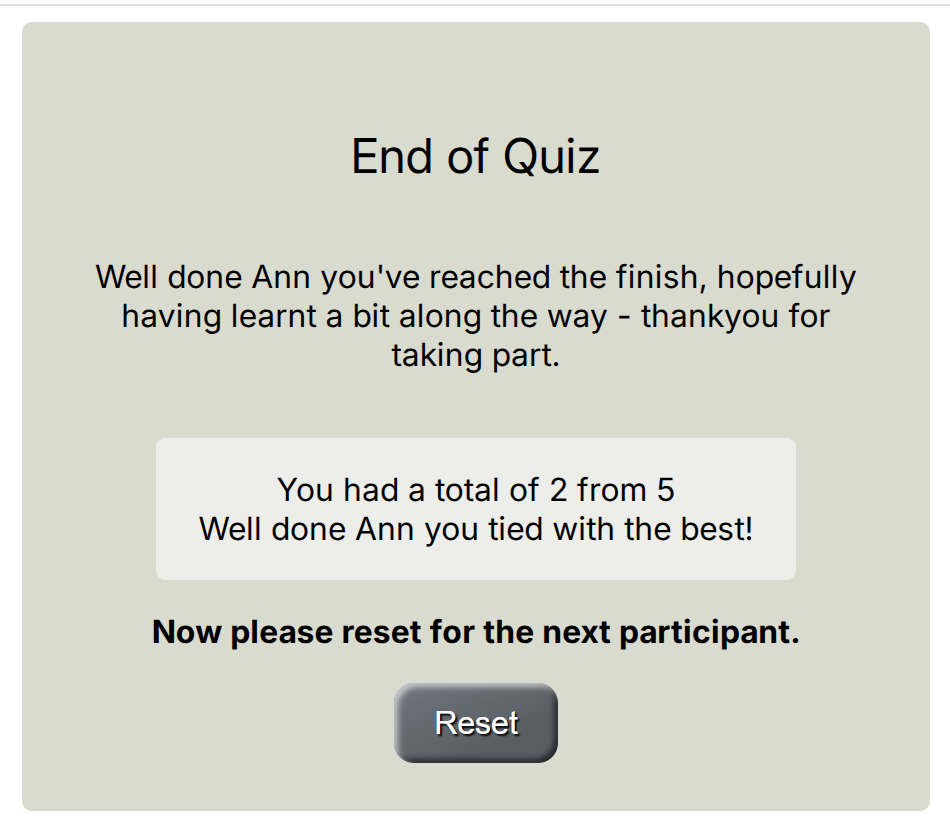 End of Quiz
Well done Ann you've reached the finish, hopefully
having learnt a bit along the way - thankyou for
taking part.
You had a total of 2 from 5
Well done Ann you tied with the best!
Now please reset for the next participant.
Reset